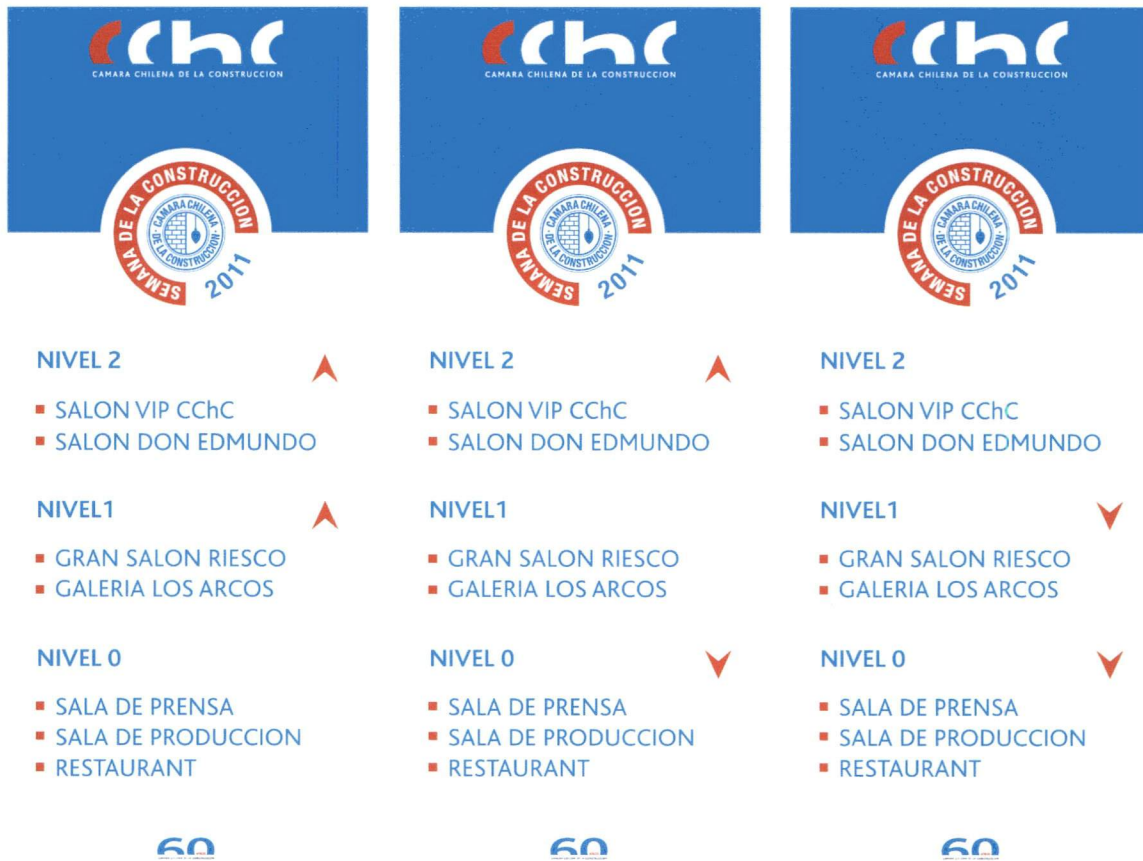 CChC
CAMARA CHILENA DE LA CONSTRUCCION
SEMANA DE LA CONSTRUCCION
CAMARA CHILENA
DE LA CONSTRUCCION
2011
NIVEL 2
SALON VIP CChC
SALON DON EDMUNDO
NIVEL1
GRAN SALON RIESCO
GALERIA LOS ARCOS
NIVEL 0
SALA DE PRENSA
SALA DE PRODUCCION
RESTAURANT
60
CChC
CAMARA CHILENA DE LA CONSTRUCCION
SEMANA DE LA CONSTRUCCION
CAMARA CHILENA
DE LA CONSTRUCCION
2011
NIVEL 2
SALON VIP CChC
SALON DON EDMUNDO
NIVEL1
GRAN SALON RIESCO
GALERIA LOS ARCOS
NIVEL 0
SALA DE PRENSA
SALA DE PRODUCCION
RESTAURANT
60
CChC
CAMARA CHILENA DE LA CONSTRUCCION
SEMANA DE LA CONSTRUCCION
CAMARA CHILENA
DE LA CONSTRUCCION
2011
NIVEL 2
SALON VIP CChC
SALON DON EDMUNDO
NIVEL1
GRAN SALON RIESCO
GALERIA LOS ARCOS
NIVEL 0
SALA DE PRENSA
SALA DE PRODUCCION
RESTAURANT
60